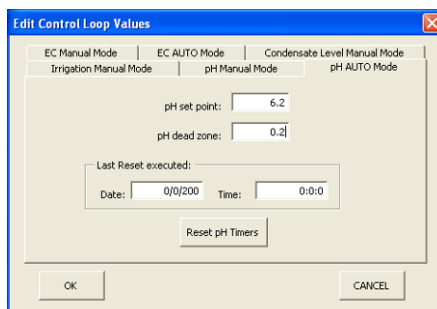 Edit Control Loop Values
EC Manual Mode EC AUTO Mode Condensate Level Manual Mode
Irrigation Manual Mode pH Manual Mode pH AUTO Mode
pH set point: 6.2
pH dead zone: 0.2
Last Reset executed:
Date: 0/0/200 Time: 0:0:0
Reset pH Timers
OK CANCEL